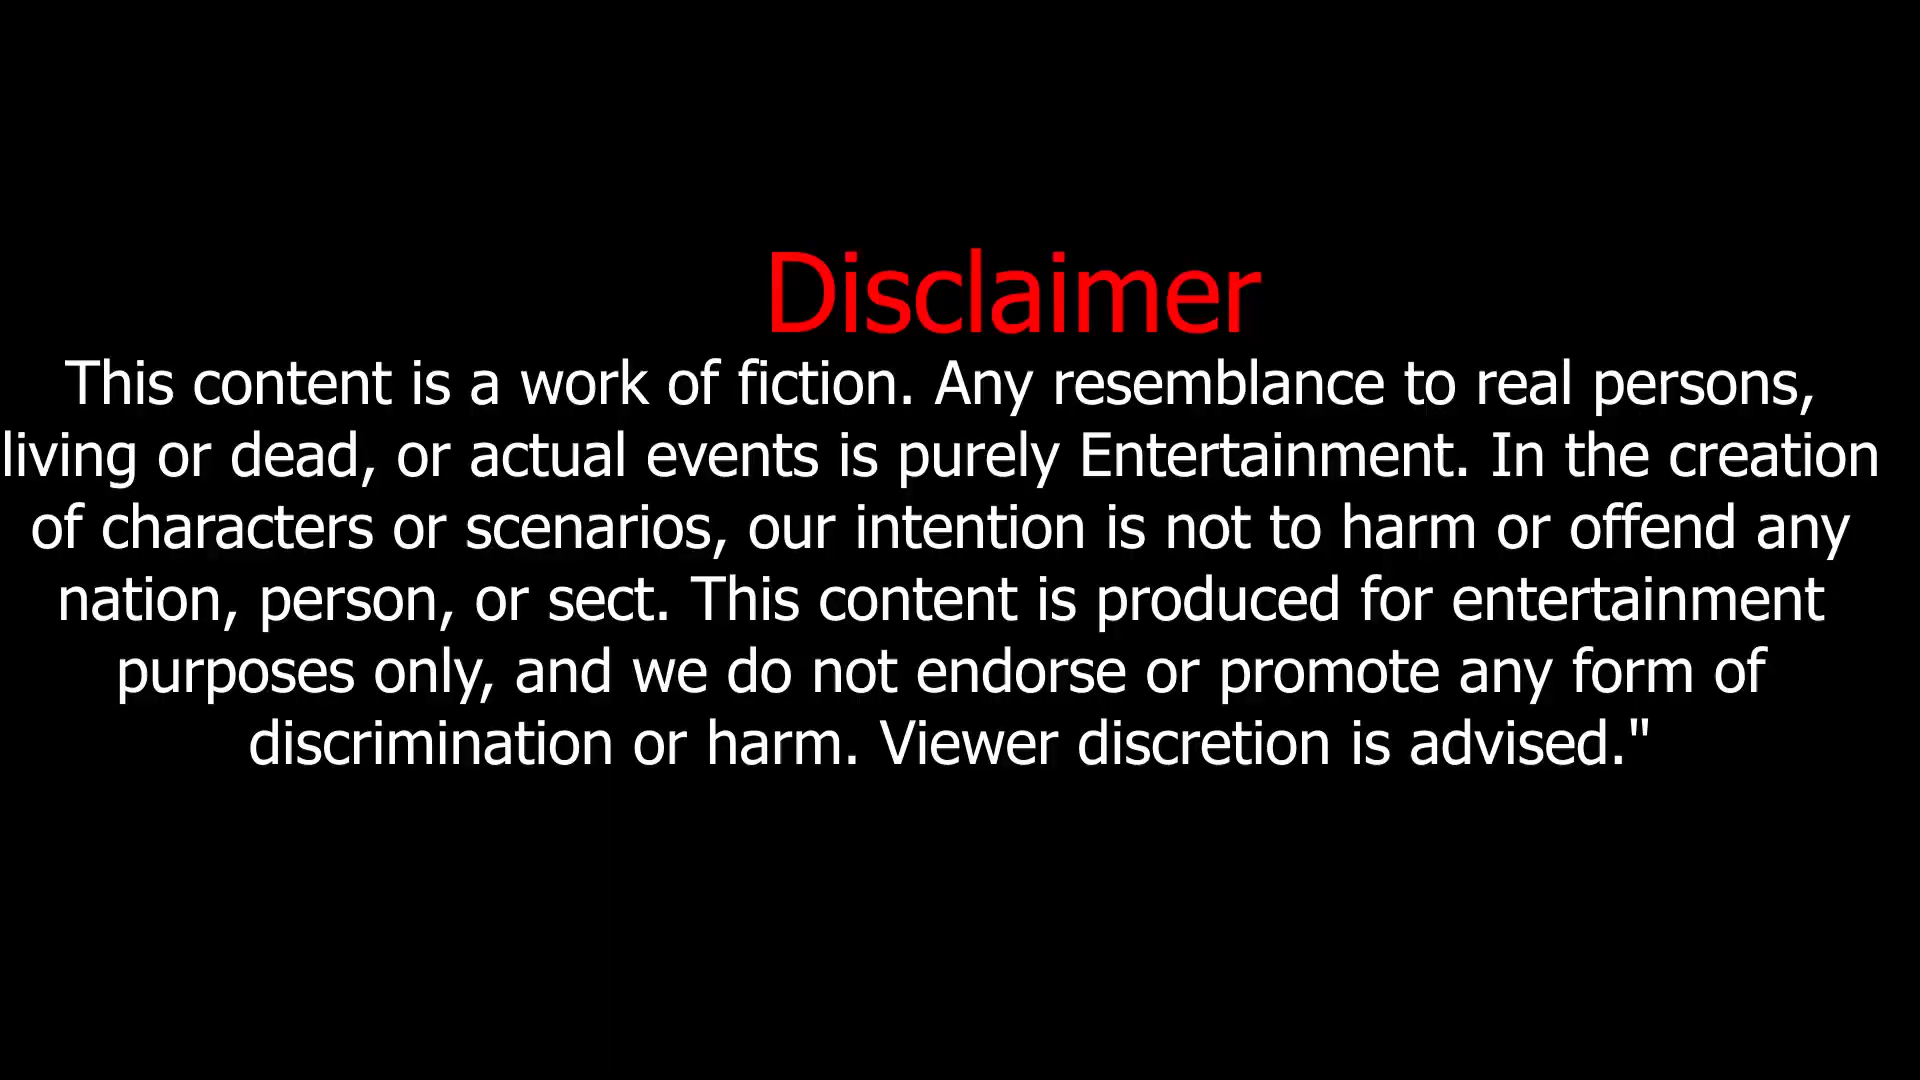 Disclaimer
This content is a work of fiction. Any resemblance to real persons,
living or dead, or actual events is purely Entertainment. In the creation
of characters or scenarios, our intention is not to harm or offend any
nation, person, or sect. This content is produced for entertainment
purposes only, and we do not endorse or promote any form of
discrimination or harm. Viewer discretion is advised."